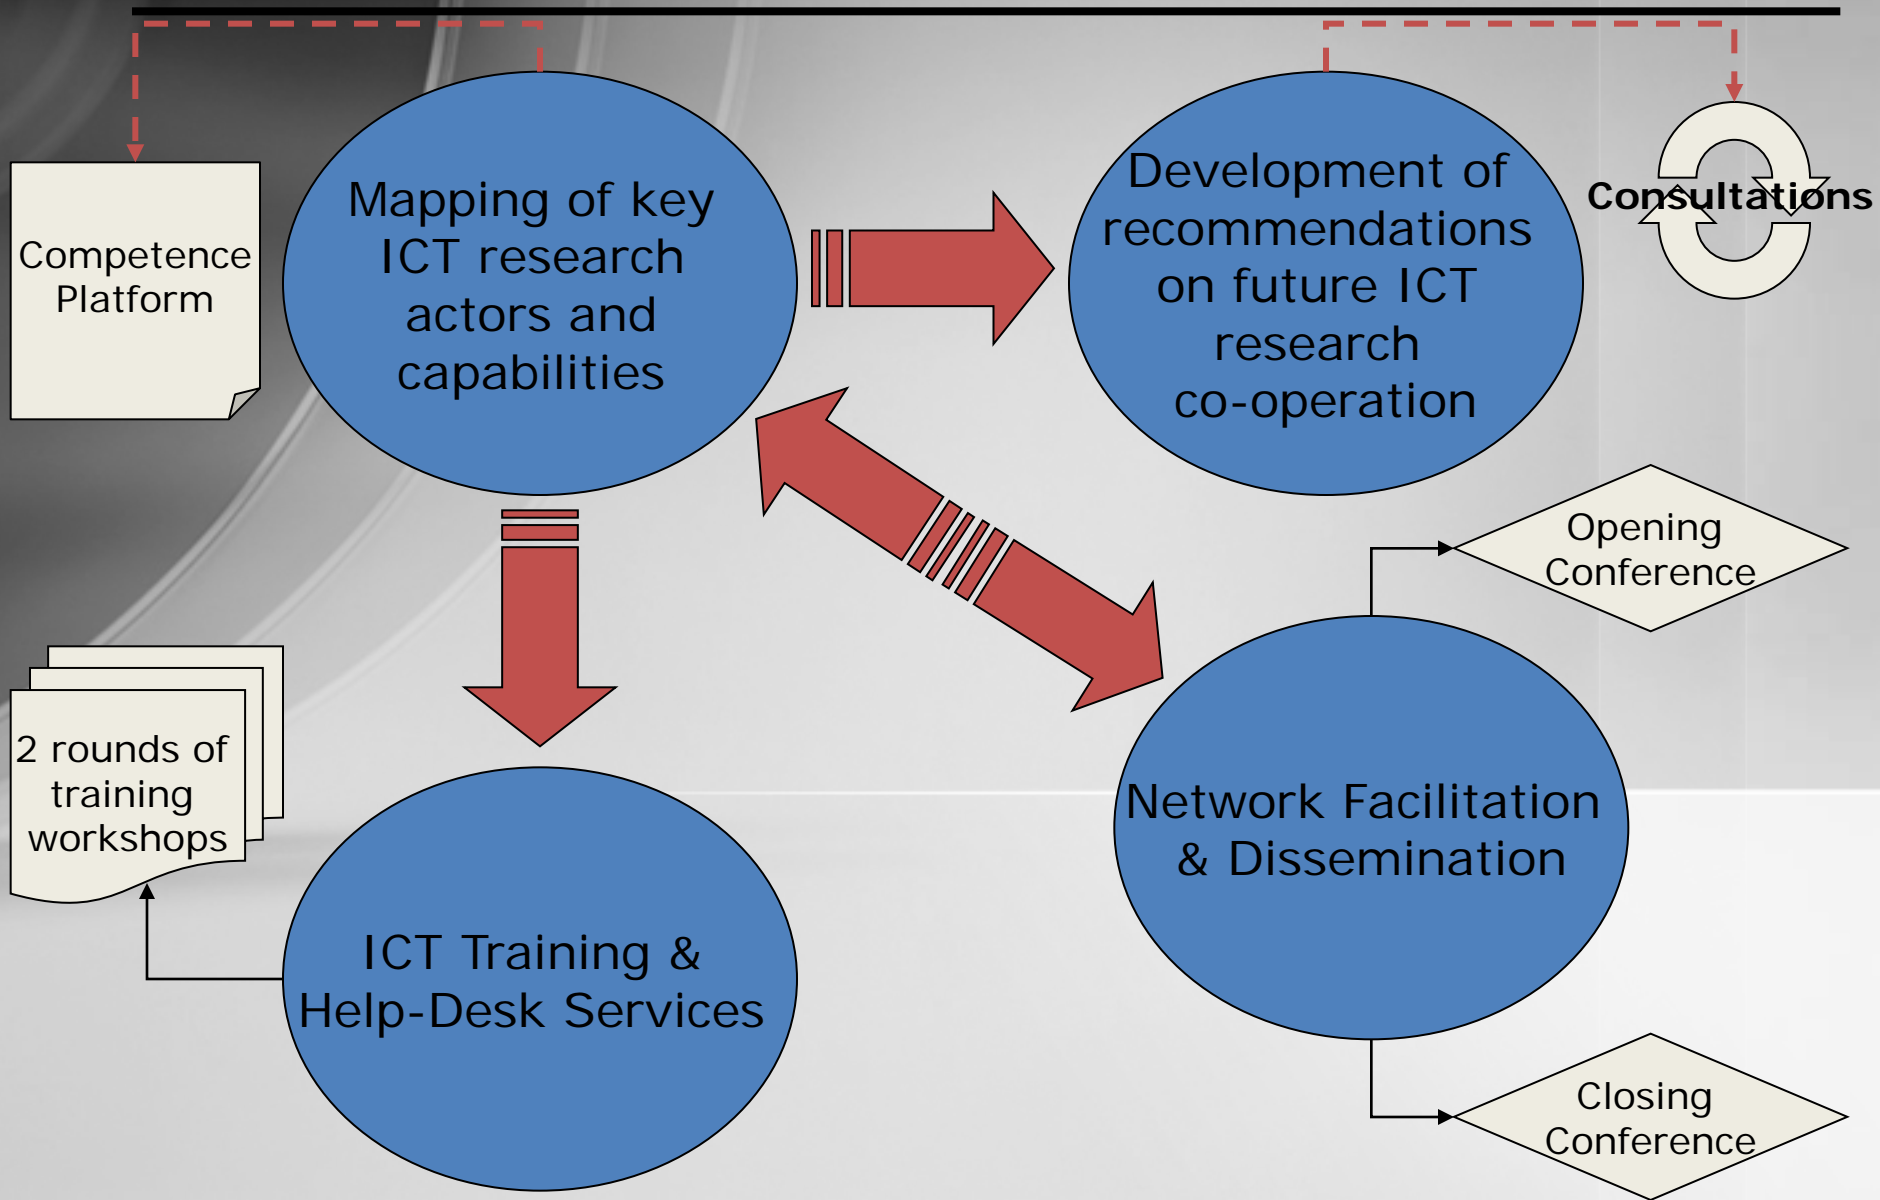 Competence
Platform
Mapping of key
ICT research
actors and
capabilities
Development of
recommendations
on future ICT
research
co-operation
Consultations
Opening
Conference
2 rounds of
training
workshops
ICT Training &
Help-Desk Services
Network Facilitation
& Dissemination
Closing
Conference